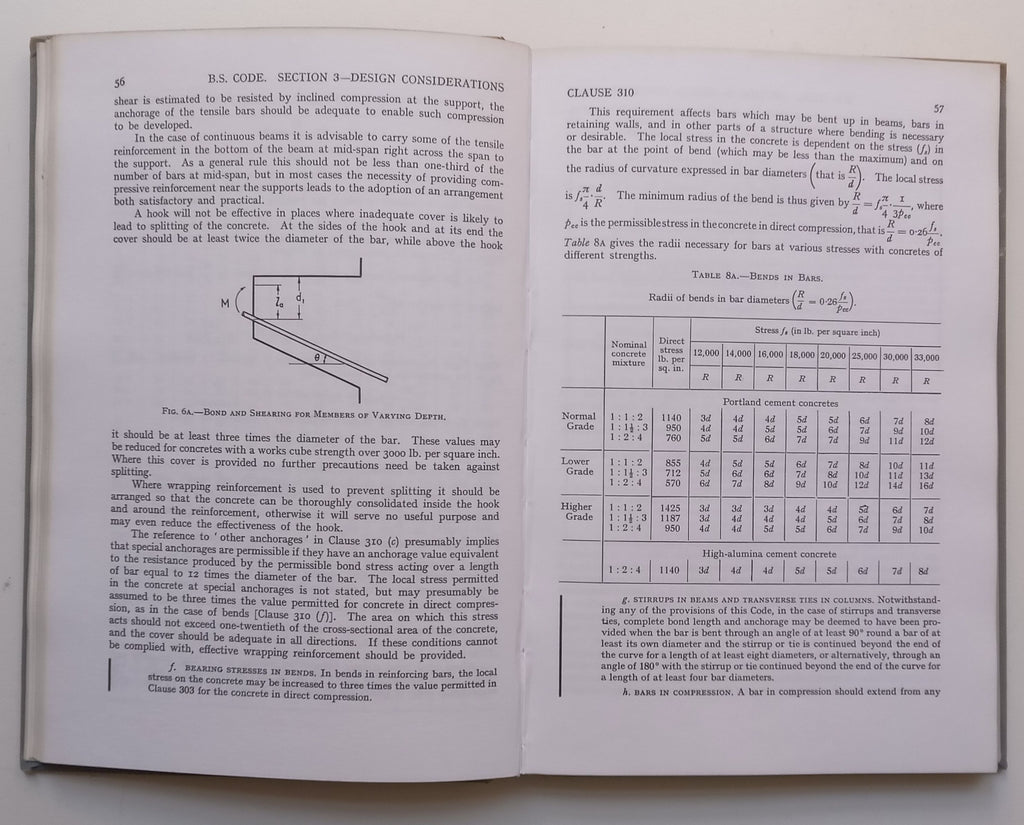 56
B.S. CODE. SECTION 3—DESIGN CONSIDERATIONS
shear is estimated to be resisted by inclined compression at the support, the
anchorage of the tensile bars should be adequate to enable such compression
to be developed.
In the case of continuous beams it is advisable to carry some of the tensile
reinforcement in the bottom of the beam at mid-span right across the span to
the support. As a general rule this should not be less than one-third of the
number of bars at mid-span, but in most cases the necessity of providing com-
pressive reinforcement near the supports leads to the adoption of an arrangement
both satisfactory and practical.
A hook will not be effective in places where inadequate cover is likely to
lead to splitting of the concrete. At the sides of the hook and at its end the
cover should be at least twice the diameter of the bar, while above the hook
M
lₐ
d₁
θ
FIG. 6A.—BOND AND SHEARING FOR MEMBERS OF VARYING DEPTH.
it should be at least three times the diameter of the bar. These values may
be reduced for concretes with a works cube strength over 3000 lb. per square inch.
Where this cover is provided no further precautions need be taken against
splitting.
Where wrapping reinforcement is used to prevent splitting it should be
arranged so that the concrete can be thoroughly consolidated inside the hook
and around the reinforcement, otherwise it will serve no useful purpose and
may even reduce the effectiveness of the hook.
The reference to ' other anchorages ' in Clause 310 (c) presumably implies
that special anchorages are permissible if they have an anchorage value equivalent
to the resistance produced by the permissible bond stress acting over a length
of bar equal to 12 times the diameter of the bar. The local stress permitted
in the concrete at special anchorages is not stated, but may presumably be
assumed to be three times the value permitted for concrete in direct compres-
sion, as in the case of bends [Clause 310 (f)]. The area on which this stress
acts should not exceed one-twentieth of the cross-sectional area of the concrete,
and the cover should be adequate in all directions. If these conditions cannot
be complied with, effective wrapping reinforcement should be provided.
f. BEARING STRESSES IN BENDS. In bends in reinforcing bars, the local
stress on the concrete may be increased to three times the value permitted in
Clause 303 for the concrete in direct compression.
CLAUSE 310
57
This requirement affects bars which may be bent up in beams, bars in
retaining walls, and in other parts of a structure where bending is necessary
or desirable. The local stress in the concrete is dependent on the stress (fₛ) in
the bar at the point of bend (which may be less than the maximum) and on
the radius of curvature expressed in bar diameters (that is R/d). The local stress
is fₛ π/4 · d/R. The minimum radius of the bend is thus given by R/d = fₛ π/4 · 1/3p꜀꜀, where
p꜀꜀ is the permissible stress in the concrete in direct compression, that is R/d = 0·26 fₛ/p꜀꜀.
Table 8A gives the radii necessary for bars at various stresses with concretes of
different strengths.
TABLE 8A.—BENDS IN BARS.
Radii of bends in bar diameters (R/d = 0·26 fₛ/p꜀꜀).
Nominal concrete mixture
Direct stress lb. per sq. in.
Stress fₛ (in lb. per square inch)
12,000 14,000 16,000 18,000 20,000 25,000 30,000 33,000
R R R R R R R R
Portland cement concretes
Normal Grade
1 : 1 : 2 1140 3d 4d 4d 5d 5d 6d 7d 8d
1 : 1½ : 3 950 4d 4d 5d 5d 6d 7d 9d 10d
1 : 2 : 4 760 5d 5d 6d 7d 7d 9d 11d 12d
Lower Grade
1 : 1 : 2 855 4d 5d 5d 6d 7d 8d 10d 11d
1 : 1½ : 3 712 5d 6d 6d 7d 8d 10d 11d 13d
1 : 2 : 4 570 6d 7d 8d 9d 10d 12d 14d 16d
Higher Grade
1 : 1 : 2 1425 3d 3d 3d 4d 4d 5d 6d 7d
1 : 1½ : 3 1187 3d 4d 4d 4d 5d 6d 7d 8d
1 : 2 : 4 950 4d 4d 5d 5d 6d 7d 9d 10d
High-alumina cement concrete
1 : 2 : 4 1140 3d 4d 4d 5d 5d 6d 7d 8d
g. STIRRUPS IN BEAMS AND TRANSVERSE TIES IN COLUMNS. Notwithstand-
ing any of the provisions of this Code, in the case of stirrups and transverse
ties, complete bond length and anchorage may be deemed to have been pro-
vided when the bar is bent through an angle of at least 90° round a bar of at
least its own diameter and the stirrup or tie is continued beyond the end of
the curve for a length of at least eight diameters, or alternatively, through an
angle of 180° with the stirrup or tie continued beyond the end of the curve for
a length of at least four bar diameters.
h. BARS IN COMPRESSION. A bar in compression should extend from any